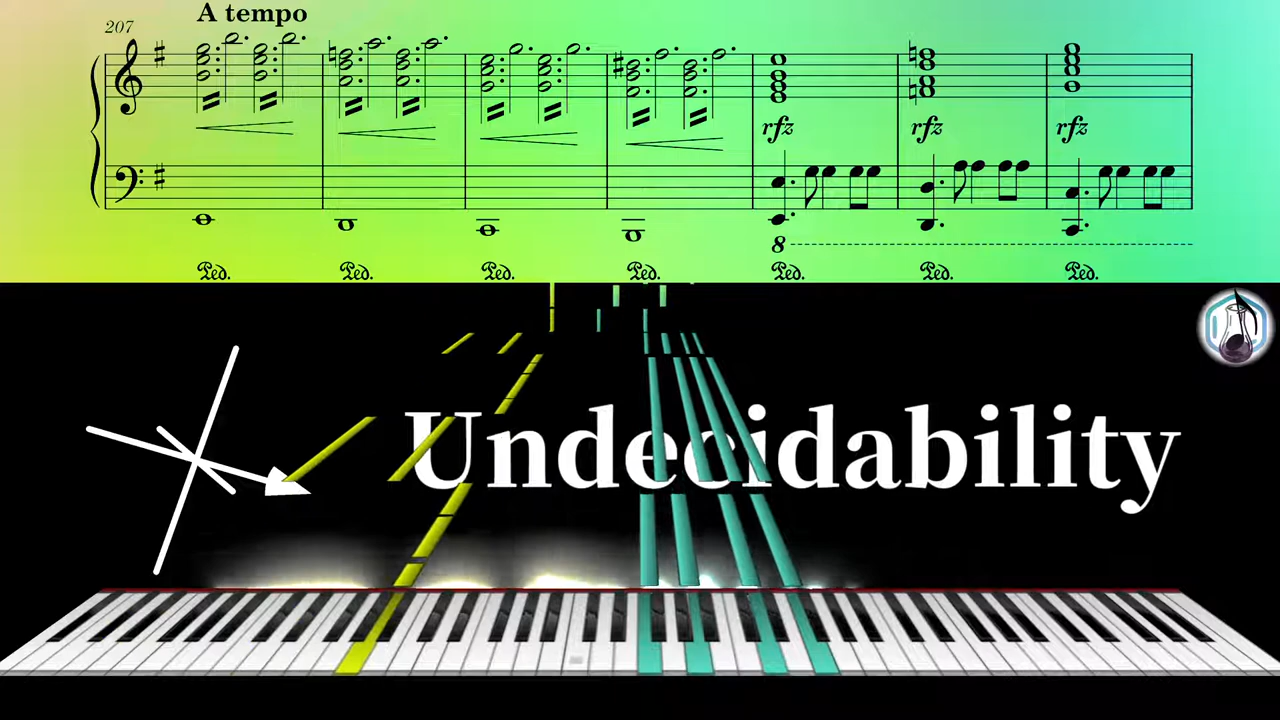 A tempo
207
rfz rfz rfz
8
Ped. Ped. Ped. Ped. Ped. Ped. Ped.
Undecidability